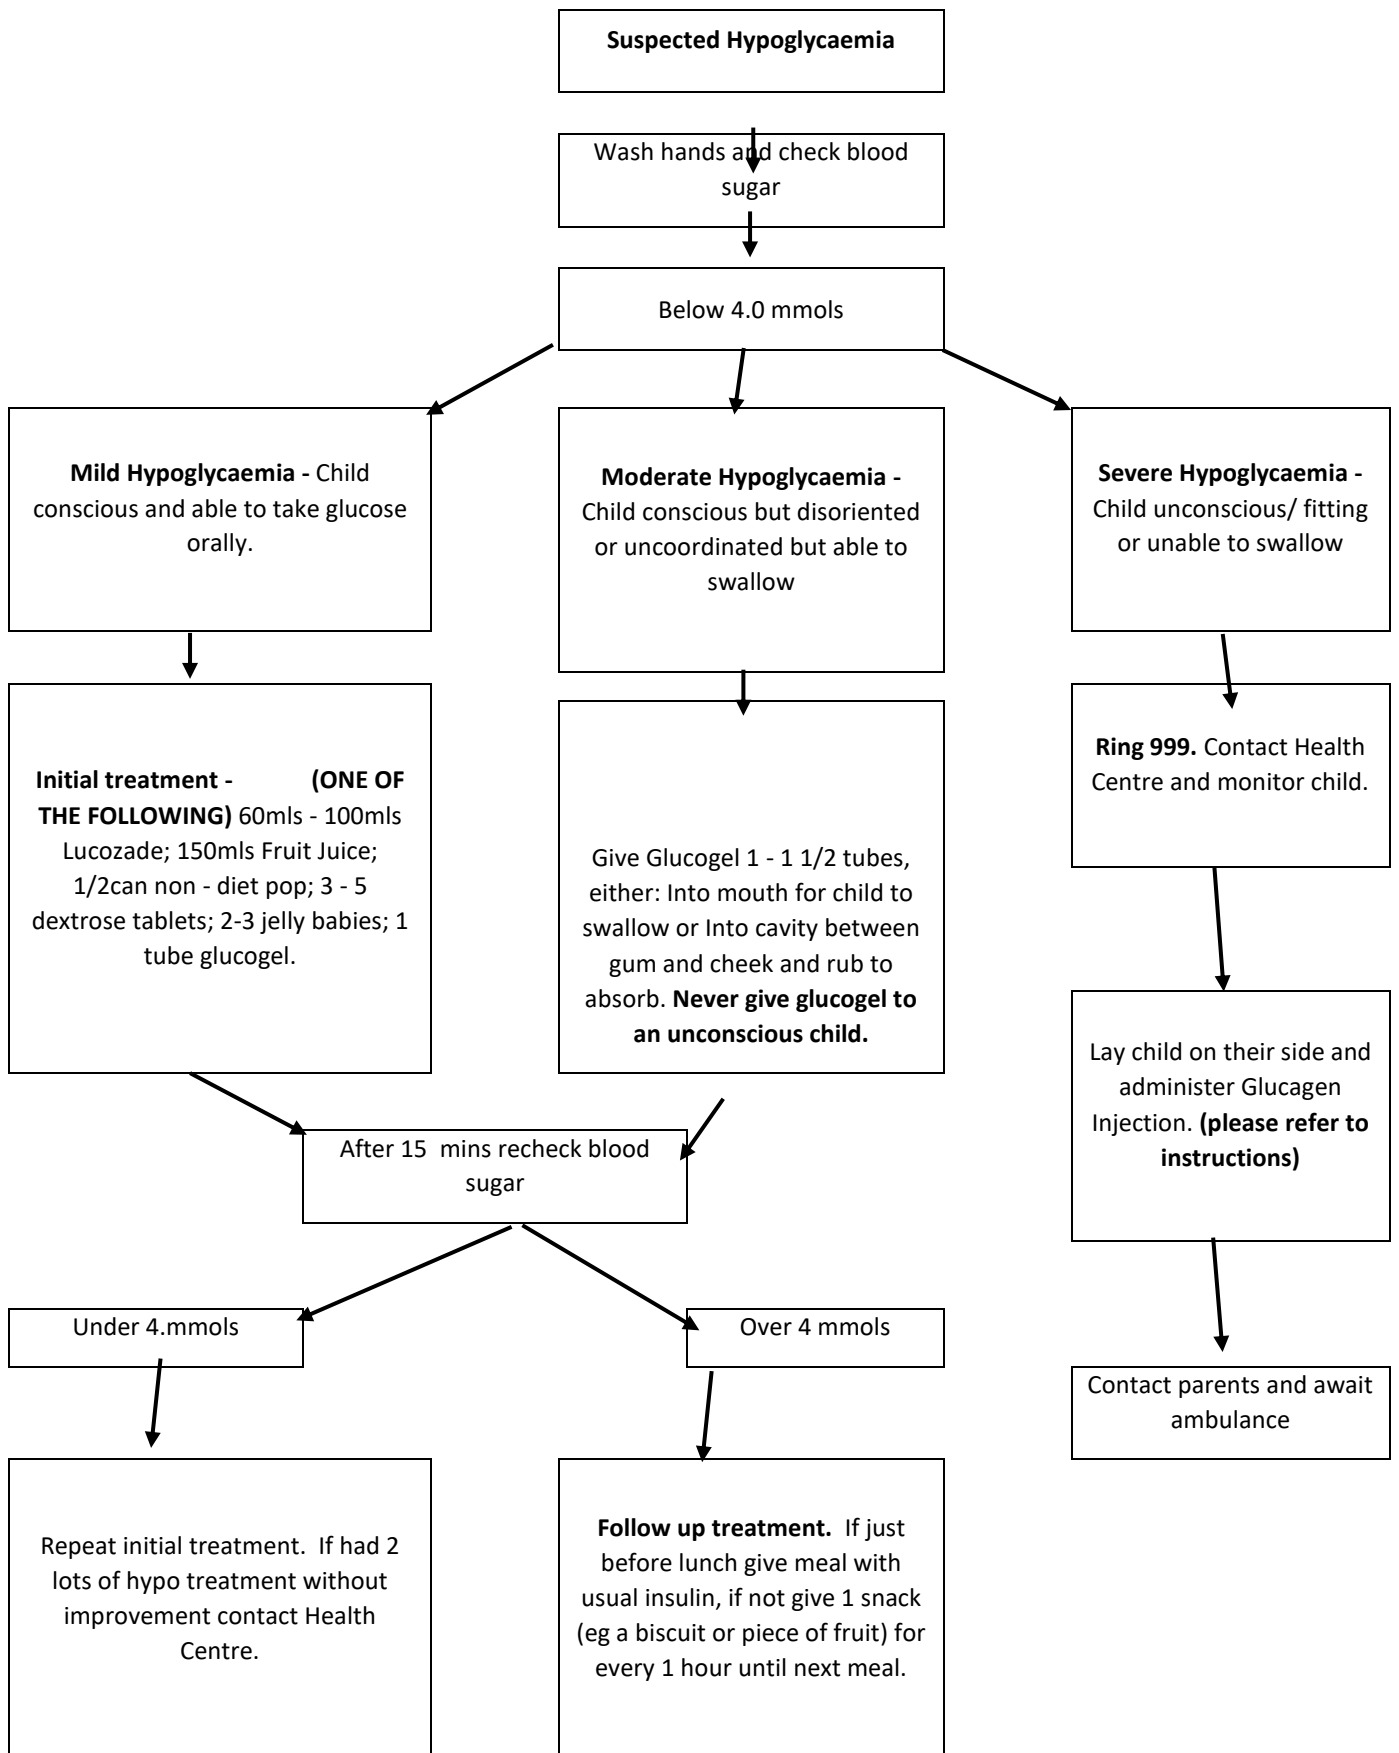 Suspected Hypoglycaemia
Wash hands and check blood
sugar
Below 4.0 mmols
Mild Hypoglycaemia - Child
conscious and able to take glucose
orally.
Moderate Hypoglycaemia -
Child conscious but disoriented
or uncoordinated but able to
swallow
Severe Hypoglycaemia -
Child unconscious/ fitting
or unable to swallow
Initial treatment - (ONE OF
THE FOLLOWING) 60mls - 100mls
Lucozade; 150mls Fruit Juice;
1/2can non - diet pop; 3 - 5
dextrose tablets; 2-3 jelly babies; 1
tube glucogel.
Give Glucogel 1 - 1 1/2 tubes,
either: Into mouth for child to
swallow or Into cavity between
gum and cheek and rub to
absorb. Never give glucogel to
an unconscious child.
Ring 999. Contact Health
Centre and monitor child.
Lay child on their side and
administer Glucagen
Injection. (please refer to
instructions)
After 15 mins recheck blood
sugar
Under 4.mmols
Over 4 mmols
Contact parents and await
ambulance
Repeat initial treatment. If had 2
lots of hypo treatment without
improvement contact Health
Centre.
Follow up treatment. If just
before lunch give meal with
usual insulin, if not give 1 snack
(eg a biscuit or piece of fruit) for
every 1 hour until next meal.